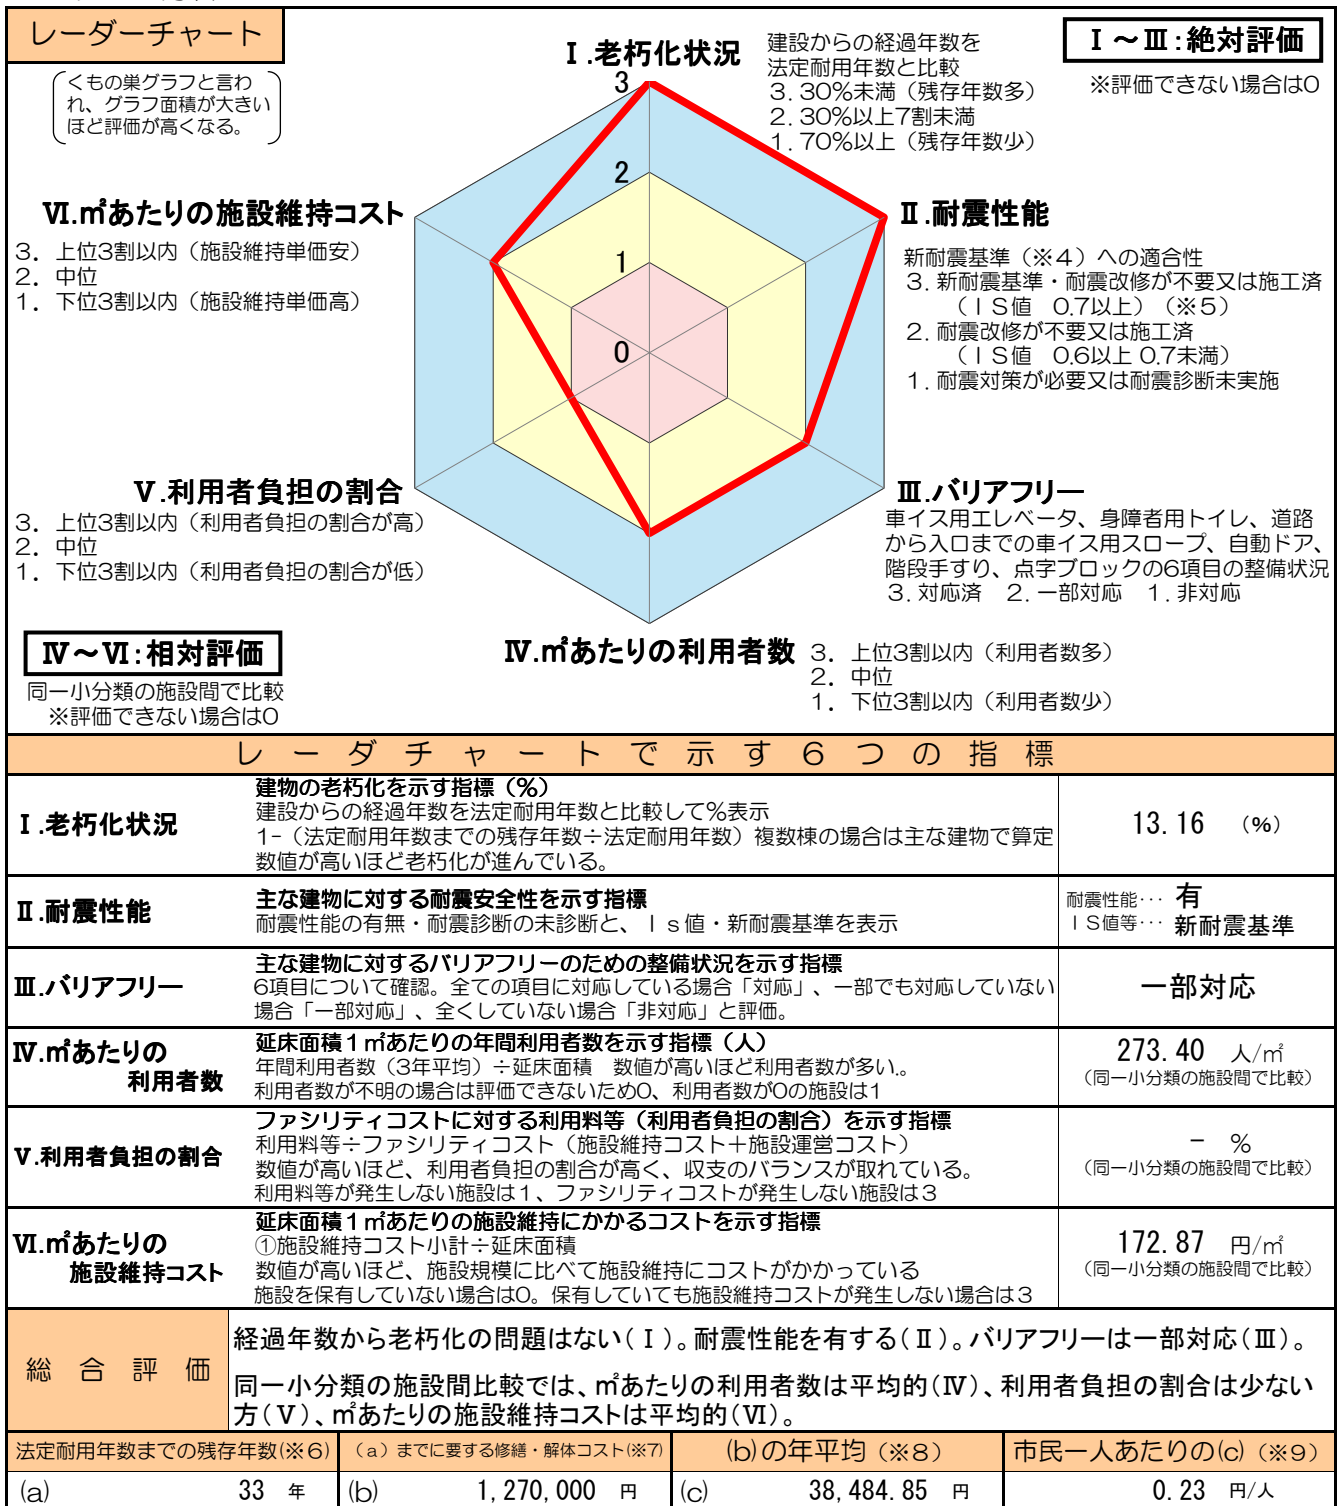 レーダーチャート
くもの巣グラフと言わ
れ、グラフ面積が大きい
ほど評価が高くなる。
Ⅰ.老朽化状況
建設からの経過年数を
法定耐用年数と比較
3. 30%未満（残存年数多）
2. 30%以上7割未満
1. 70%以上（残存年数少）
Ⅰ～Ⅲ：絶対評価
※評価できない場合は0
3
2
1
0
Ⅵ.㎡あたりの施設維持コスト
3. 上位3割以内（施設維持単価安）
2. 中位
1. 下位3割以内（施設維持単価高）
Ⅱ.耐震性能
新耐震基準（※4）への適合性
3. 新耐震基準・耐震改修が不要又は施工済
（ＩＳ値　0.7以上）（※5）
2. 耐震改修が不要又は施工済
（ＩＳ値　0.6以上 0.7未満）
1. 耐震対策が必要又は耐震診断未実施
Ⅴ.利用者負担の割合
3. 上位3割以内（利用者負担の割合が高）
2. 中位
1. 下位3割以内（利用者負担の割合が低）
Ⅲ.バリアフリー
車イス用エレベータ、身障者用トイレ、道路
から入口までの車イス用スロープ、自動ドア、
階段手すり、点字ブロックの6項目の整備状況
3. 対応済　2. 一部対応　1. 非対応
Ⅳ～Ⅵ：相対評価
同一小分類の施設間で比較
※評価できない場合は0
Ⅳ.㎡あたりの利用者数
3. 上位3割以内（利用者数多）
2. 中位
1. 下位3割以内（利用者数少）
レーダチャートで示す６つの指標
Ⅰ.老朽化状況
建物の老朽化を示す指標（%）
建設からの経過年数を法定耐用年数と比較して%表示
1-（法定耐用年数までの残存年数÷法定耐用年数）複数棟の場合は主な建物で算定
数値が高いほど老朽化が進んでいる。
13.16　（%）
Ⅱ.耐震性能
主な建物に対する耐震安全性を示す指標
耐震性能の有無・耐震診断の未診断と、Ｉｓ値・新耐震基準を表示
耐震性能… 有
ＩＳ値等… 新耐震基準
Ⅲ.バリアフリー
主な建物に対するバリアフリーのための整備状況を示す指標
6項目について確認。全ての項目に対応している場合「対応」、一部でも対応していない
場合「一部対応」、全くしていない場合「非対応」と評価。
一部対応
Ⅳ.㎡あたりの
利用者数
延床面積１㎡あたりの年間利用者数を示す指標（人）
年間利用者数（3年平均）÷延床面積　数値が高いほど利用者数が多い。
利用者数が不明の場合は評価できないため0、利用者数が0の施設は1
273.40　人/㎡
（同一小分類の施設間で比較）
Ⅴ.利用者負担の割合
ファシリティコストに対する利用料等（利用者負担の割合）を示す指標
利用料等÷ファシリティコスト（施設維持コスト＋施設運営コスト）
数値が高いほど、利用者負担の割合が高く、収支のバランスが取れている。
利用料等が発生しない施設は１、ファシリティコストが発生しない施設は３
-　%
（同一小分類の施設間で比較）
Ⅵ.㎡あたりの
施設維持コスト
延床面積１㎡あたりの施設維持にかかるコストを示す指標
①施設維持コスト小計÷延床面積
数値が高いほど、施設規模に比べて施設維持にコストがかかっている
施設を保有していない場合は0。保有していても施設維持コストが発生しない場合は３
172.87　円/㎡
（同一小分類の施設間で比較）
総合評価
経過年数から老朽化の問題はない(Ⅰ)。耐震性能を有する(Ⅱ)。バリアフリーは一部対応(Ⅲ)。
同一小分類の施設間比較では、㎡あたりの利用者数は平均的(Ⅳ)、利用者負担の割合は少ない
方(Ⅴ)、㎡あたりの施設維持コストは平均的(Ⅵ)。
法定耐用年数までの残存年数(※6)
（a）までに要する修繕・解体コスト(※7)
(b)の年平均（※8）
市民一人あたりの(c)（※9）
(a)　33　年
(b)　1,270,000　円
(c)　38,484.85　円
0.23　円/人